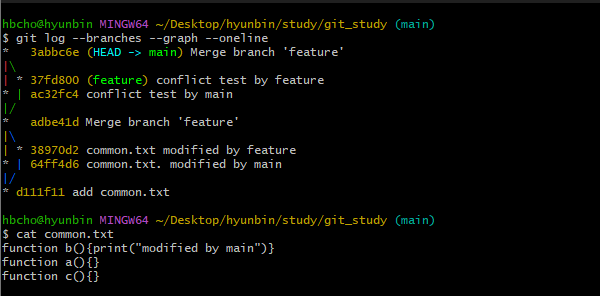 hbcho@hyunbin MINGW64 ~/Desktop/hyunbin/study/git_study (main)
$ git log --branches --graph --oneline
*   3abbc6e (HEAD -> main) Merge branch 'feature'
|\
| * 37fd800 (feature) conflict test by feature
* | ac32fc4 conflict test by main
|/
*   adbe41d Merge branch 'feature'
|\
| * 38970d2 common.txt modified by feature
* | 64ff4d6 common.txt. modified by main
|/
* d111f11 add common.txt

hbcho@hyunbin MINGW64 ~/Desktop/hyunbin/study/git_study (main)
$ cat common.txt
function b(){print("modified by main")}
function a(){}
function c(){}